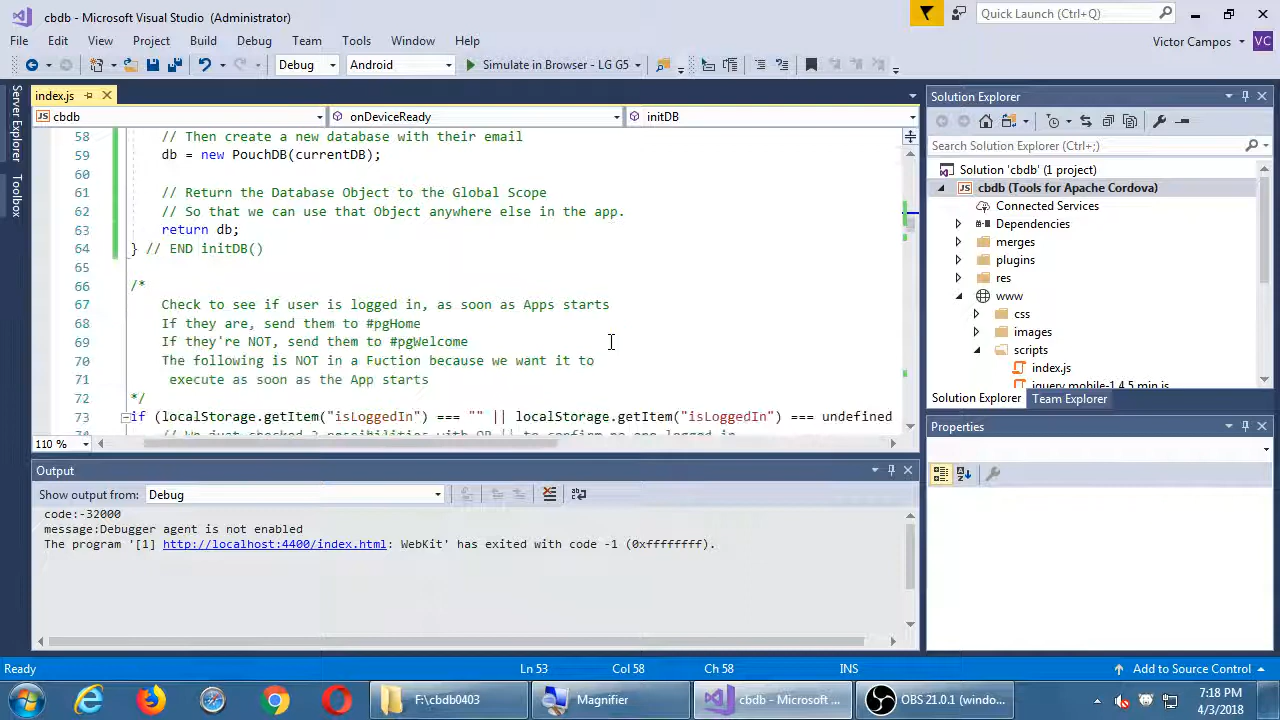 cbdb - Microsoft Visual Studio (Administrator)
Quick Launch (Ctrl+Q)
File Edit View Project Build Debug Team Tools Window Help
Victor Campos VC
Debug Android Simulate in Browser - LG G5
Server Explorer
Toolbox
index.js
cbdb onDeviceReady initDB
58 // Then create a new database with their email
59 db = new PouchDB(currentDB);
60
61 // Return the Database Object to the Global Scope
62 // So that we can use that Object anywhere else in the app.
63 return db;
64 } // END initDB()
65
66 /*
67 Check to see if user is logged in, as soon as Apps starts
68 If they are, send them to #pgHome
69 If they're NOT, send them to #pgWelcome
70 The following is NOT in a Fuction because we want it to
71 execute as soon as the App starts
72 */
73 if (localStorage.getItem("isLoggedIn") === "" || localStorage.getItem("isLoggedIn") === undefined
110 %
Solution Explorer
Search Solution Explorer (Ctrl+;)
Solution 'cbdb' (1 project)
cbdb (Tools for Apache Cordova)
Connected Services
Dependencies
merges
plugins
res
www
css
images
scripts
index.js
jquery.mobile-1.4.5.min.js
Solution Explorer Team Explorer
Properties
Output
Show output from: Debug
code:-32000
message:Debugger agent is not enabled
The program '[1] http://localhost:4400/index.html: WebKit' has exited with code -1 (0xffffffff).
Ready Ln 53 Col 58 Ch 58 INS Add to Source Control
F:\cbdb0403 Magnifier cbdb - Microsoft ... OBS 21.0.1 (windo...
7:18 PM
4/3/2018